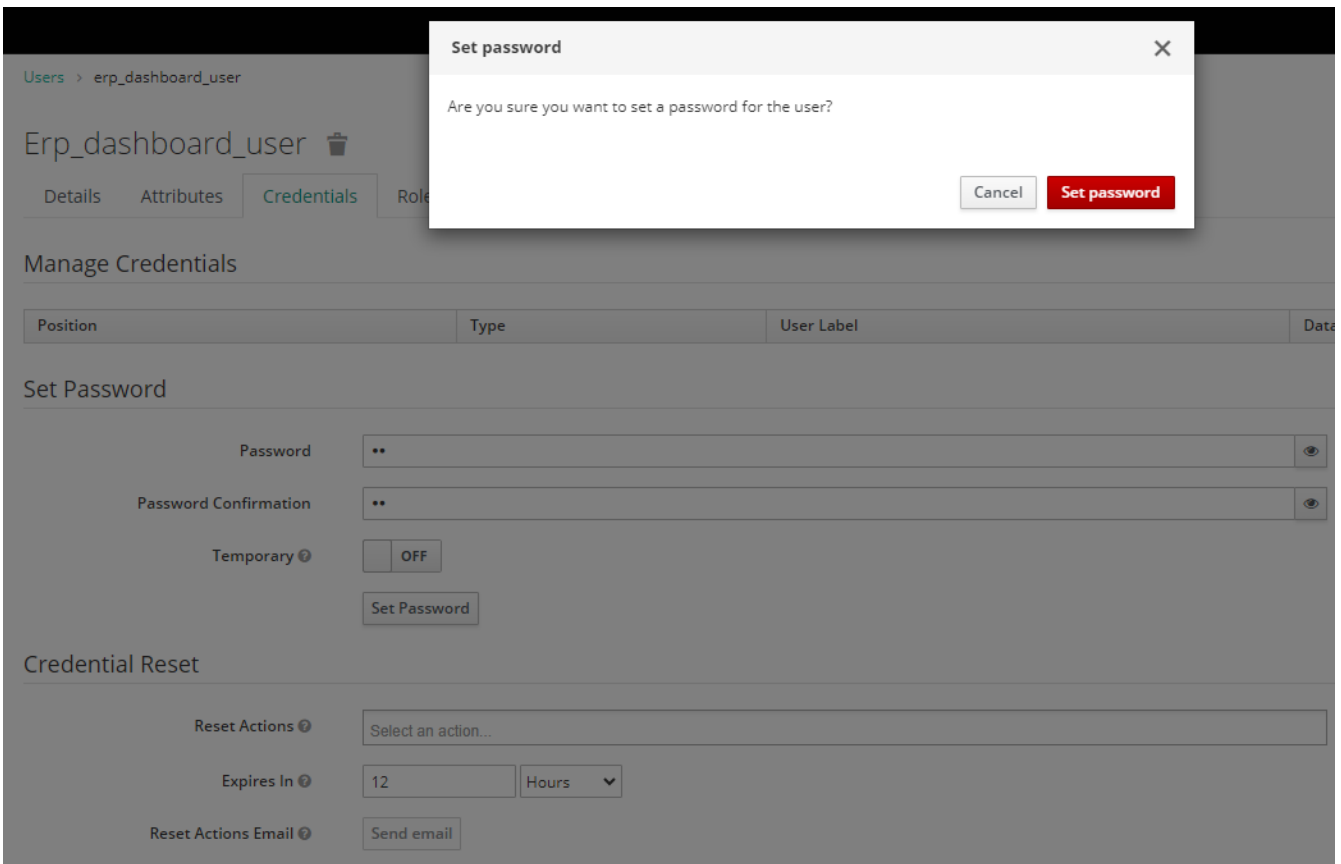 Set password
Are you sure you want to set a password for the user?
Cancel Set password
Users > erp_dashboard_user
Erp_dashboard_user
Details Attributes Credentials
Manage Credentials
Position Type User Label
Set Password
Password ••
Password Confirmation ••
Temporary OFF
Set Password
Credential Reset
Reset Actions Select an action...
Expires In 12 Hours
Reset Actions Email Send email